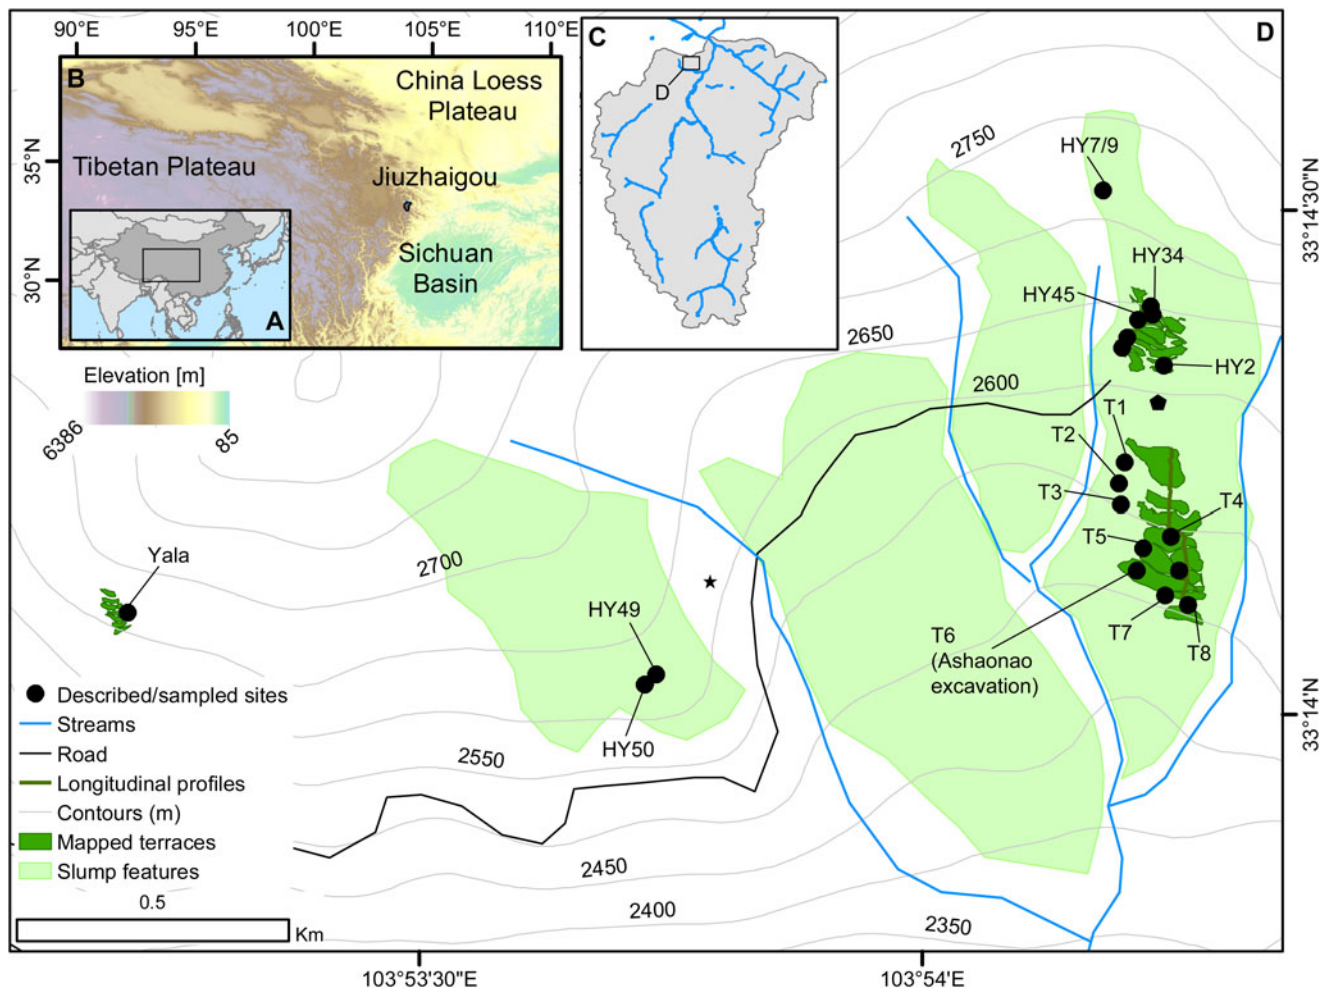 90°E 95°E 100°E 105°E 110°E
35°N
30°N
B
China Loess
Plateau
Tibetan Plateau
Jiuzhaigou
Sichuan
Basin
A
C
D
D
Elevation [m]
6386
85
2750
2650
2600
2700
2550
2450
2400
2350
HY7/9
HY34
HY45
HY2
T1
T2
T3
T4
T5
T6
(Ashaonao
excavation)
T7
T8
Yala
HY49
HY50
Described/sampled sites
Streams
Road
Longitudinal profiles
Contours (m)
Mapped terraces
Slump features
0.5
Km
33°14'30"N
33°14'N
103°53'30"E
103°54'E